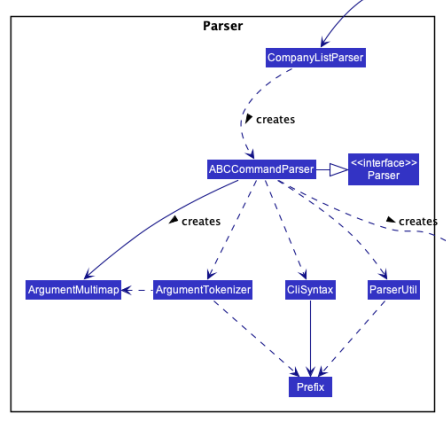 Parser
CompanyListParser
creates
ABCCommandParser
<<interface>>
Parser
creates
creates
ArgumentMultimap
ArgumentTokenizer
CliSyntax
ParserUtil
Prefix